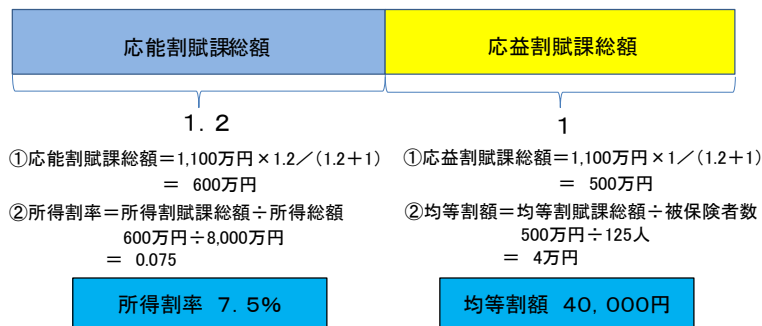 応能割賦課総額
応益割賦課総額
1.2
1
①応能割賦課総額=1,100万円×1.2/(1.2+1)
= 600万円
②所得割率=所得割賦課総額÷所得総額
600万円÷8,000万円
= 0.075
所得割率 7.5%
①応益割賦課総額=1,100万円×1/(1.2+1)
= 500万円
②均等割額=均等割賦課総額÷被保険者数
500万円÷125人
= 4万円
均等割額 40,000円